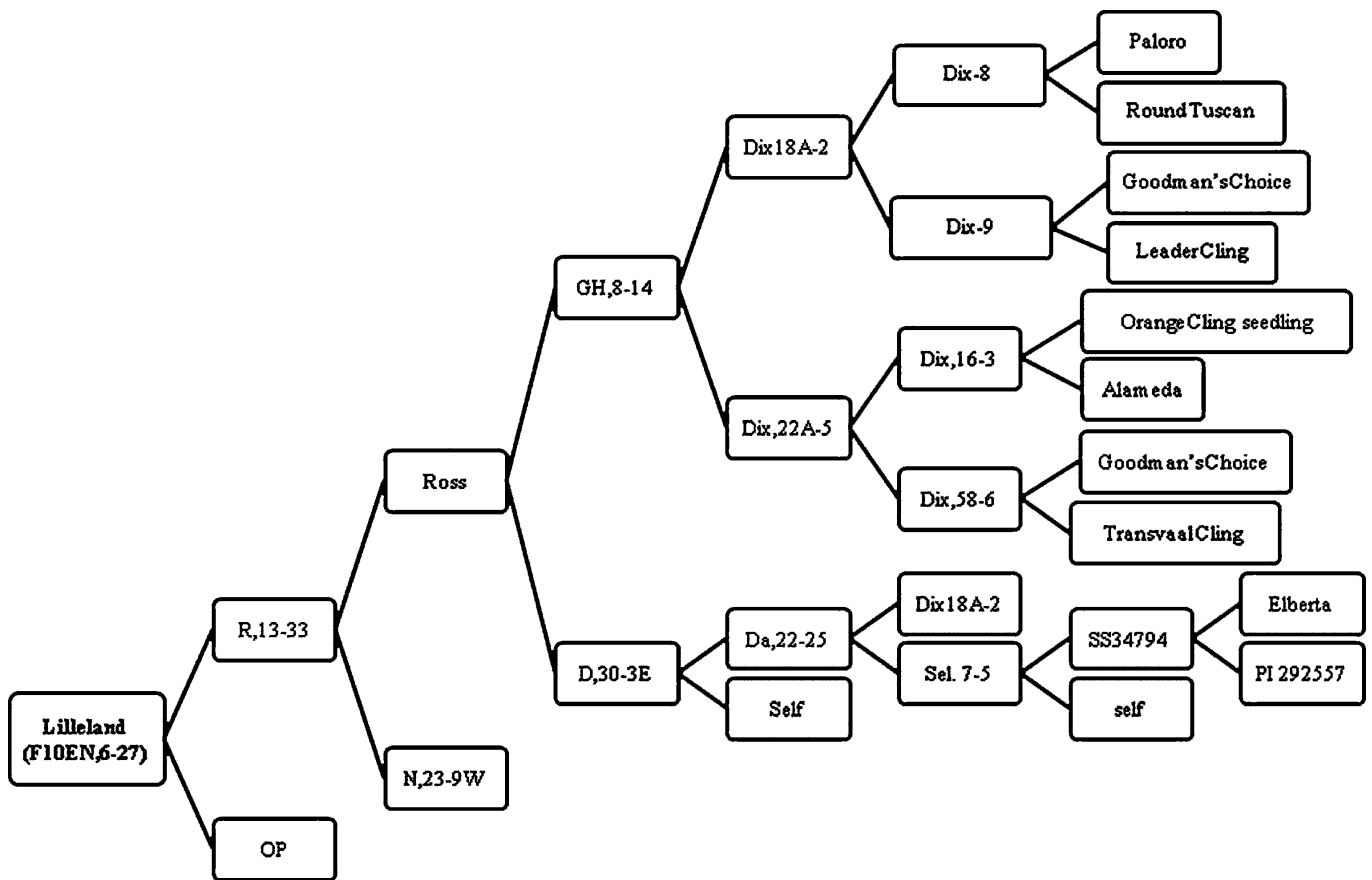 Paloro
Dix-8
RoundTuscan
Dix18A-2
Goodman'sChoice
Dix-9
LeaderCling
GH,8-14
OrangeCling seedling
Dix,16-3
Alameda
Dix,22A-5
Goodman'sChoice
Ross
Dix,58-6
TransvaalCling
Dix18A-2
Elberta
R,13-33
Da,22-25
SS34794
D,30-3E
Sel. 7-5
PI 292557
Self
self
Lilleland
(F10EN,6-27)
N,23-9W
OP